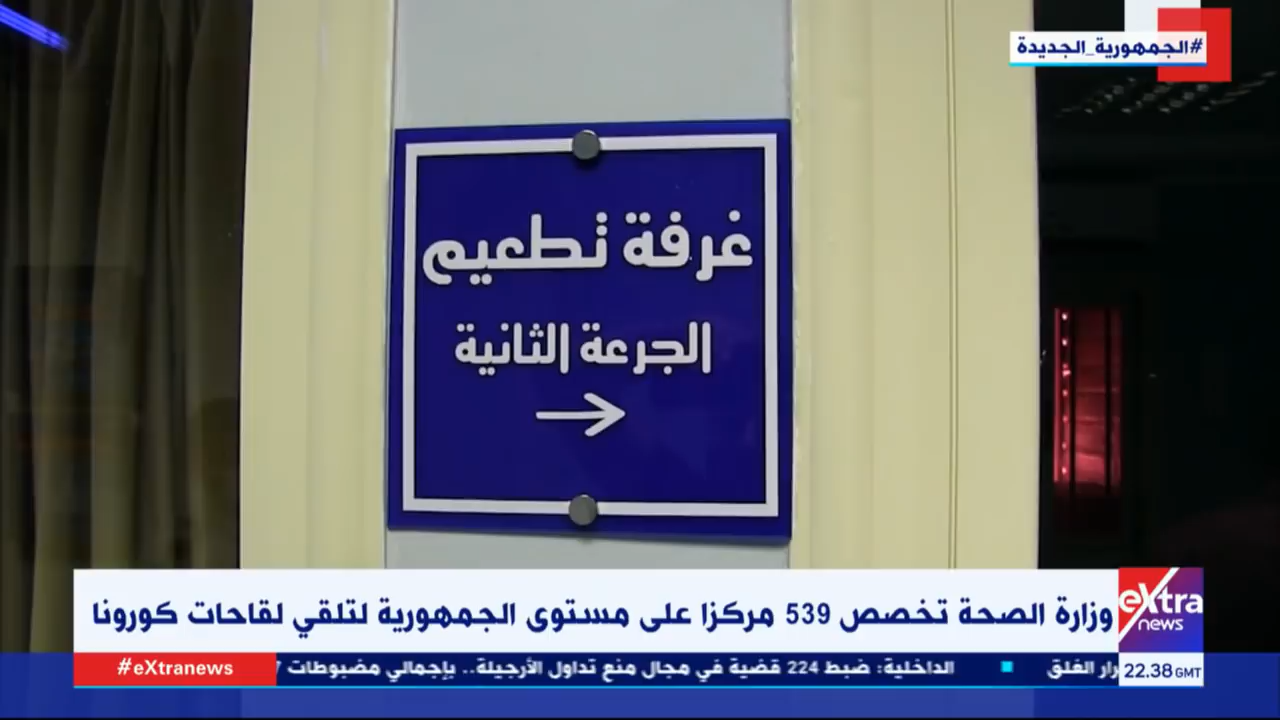 #الجمهورية_الجديدة
غرفة تطعيم
الجرعة الثانية
وزارة الصحة تخصص 539 مركزا على مستوى الجمهورية لتلقي لقاحات كورونا
eXtra
news
#eXtranews
الغلق ■ الداخلية: ضبط 224 قضية في مجال منع تداول الأرجيلة.. بإجمالي مضبوطات
22.38 GMT